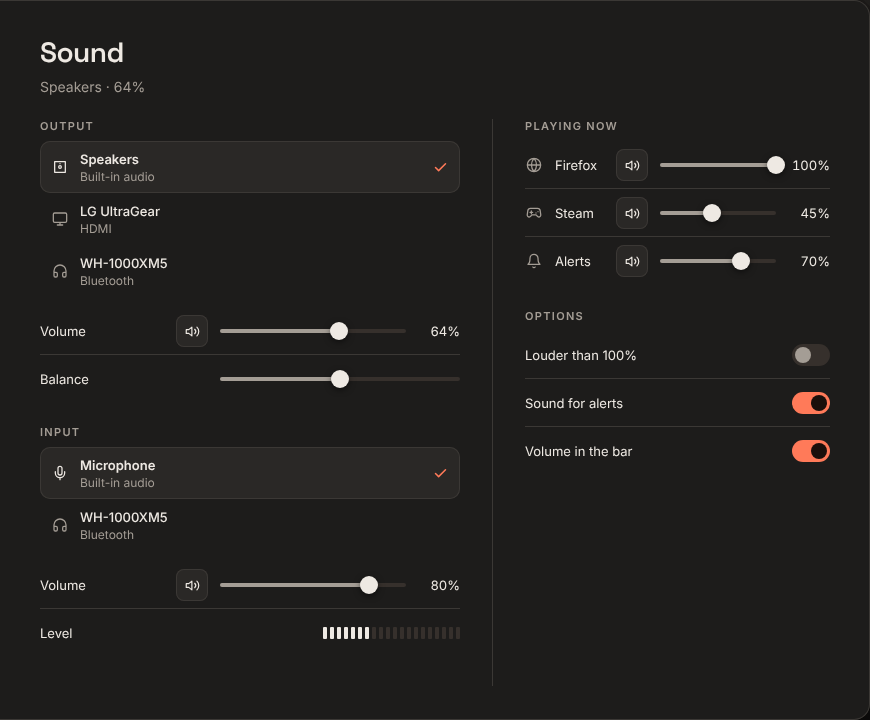 Sound
Speakers · 64%
OUTPUT
Speakers
Built-in audio
LG UltraGear
HDMI
WH-1000XM5
Bluetooth
Volume 64%
Balance
INPUT
Microphone
Built-in audio
WH-1000XM5
Bluetooth
Volume 80%
Level
PLAYING NOW
Firefox 100%
Steam 45%
Alerts 70%
OPTIONS
Louder than 100%
Sound for alerts
Volume in the bar